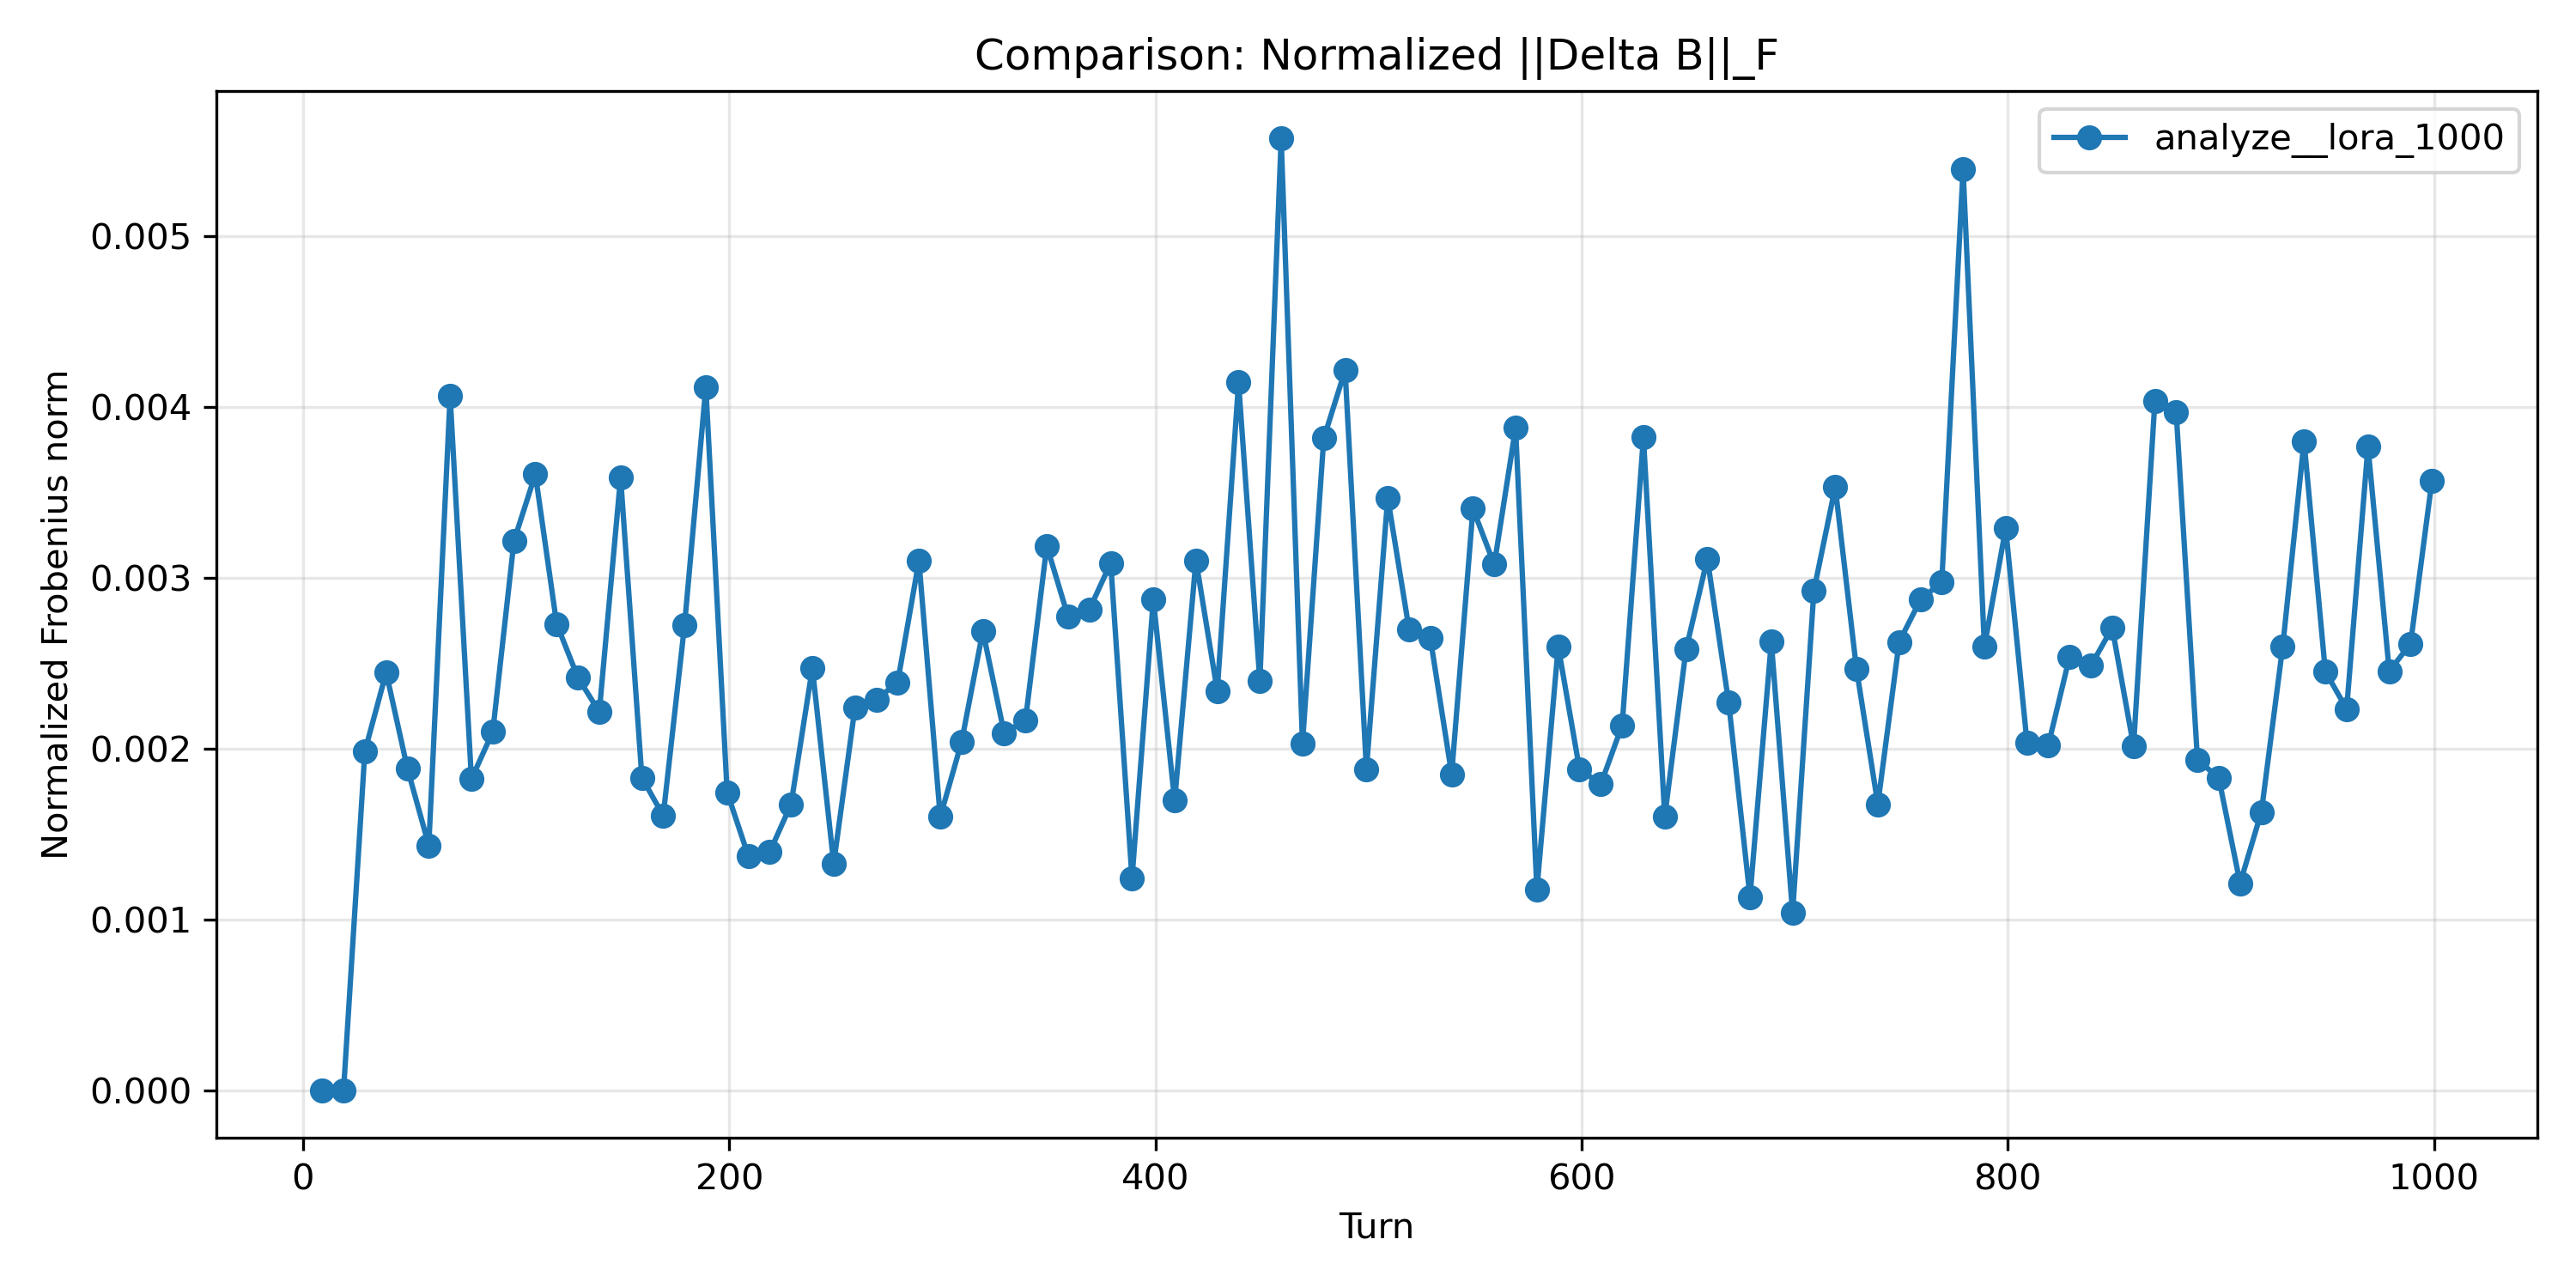 Comparison: Normalized ||Delta B||_F
analyze__lora_1000
Normalized Frobenius norm
0.005
0.004
0.003
0.002
0.001
0.000
0 200 400 600 800 1000
Turn